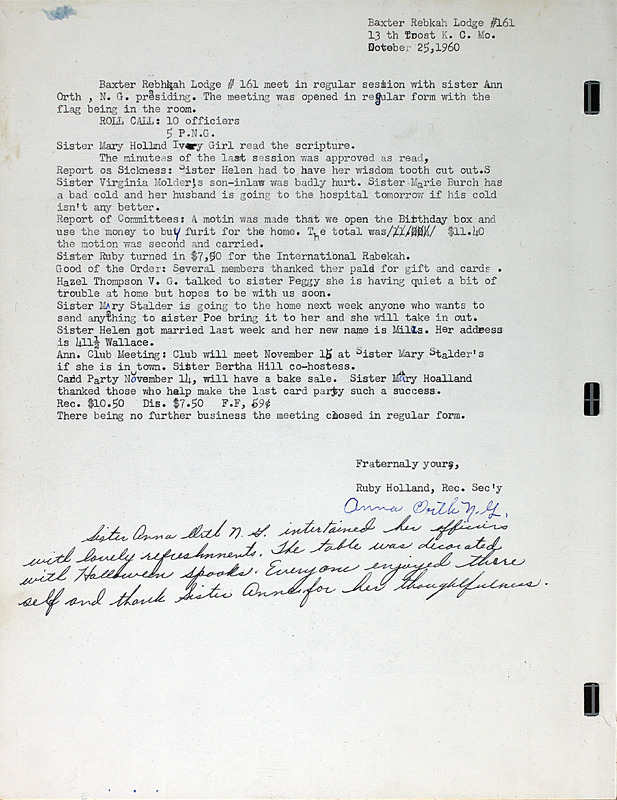 Baxter Rebkah Lodge #161
13 th Troost K. C. Mo.
October 25,1960
Baxter Rebhkah Lodge # 161 meet in regular session with sister Ann
Orth , N. G. presiding. The meeting was opened in regular form with the
flag being in the room.
ROLL CALL: 10 officiers
5 P.N.G.
Sister Mary Hollnd Ivory Girl read the scripture.
The minutees of the last session was approved as read,
Report os Sickness: Sister Helen had to have her wisdom tooth cut out.S
Sister Virginia Molder's son-inlaw was badly hurt. Sister Marie Burch has
a bad cold and her husband is going to the hospital tomorrow if his cold
isn't any better.
Report of Committees: A motin was made that we open the Birthday box and
use the money to buy furit for the home. The total was $11.40
the motion was second and carried.
Sister Ruby turned in $7,50 for the International Rabekah.
Good of the Order: Several members thanked ther pals for gift and cards .
Hazel Thompson V. G. talked to sister Peggy she is having quiet a bit of
trouble at home but hopes to be with us soon.
Sister Mary Stalder is going to the home next week anyone who wants to
send anything to sister Poe bring it to her and she will take in out.
Sister Helen got married last week and her new name is Mills. Her address
is 411½ Wallace.
Ann. Club Meeting: Club will meet November 15 at Sister Mary Stalder's
if she is in town. Sister Bertha Hill co-hostess.
Card Party November 14, will have a bake sale. Sister Mary Hoalland
thanked those who help make the last card party such a success.
Rec. $10.50 Dis. $7.50 F.F, 59¢
There being no further business the meeting closed in regular form.
Fraternaly yours,
Ruby Holland, Rec. Sec'y
Anna Orth N.G.
Sister Anna Orth N. G. intertained her officiers
with lovely refreshments. The table was decorated
with Halloween spooks. Everyone enjoyed there
self and thank Sister Anna for her thoughtfulness.